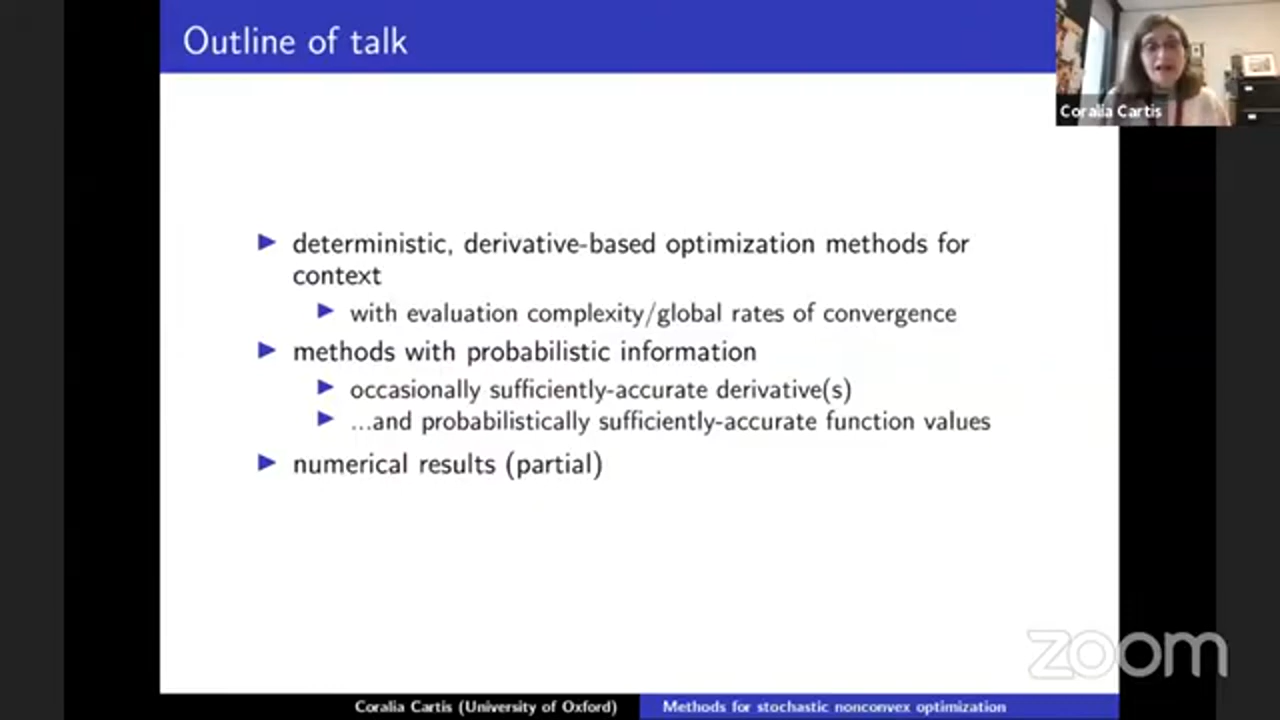 Outline of talk
Coralia Cartis
deterministic, derivative-based optimization methods for
context
with evaluation complexity/global rates of convergence
methods with probabilistic information
occasionally sufficiently-accurate derivative(s)
...and probabilistically sufficiently-accurate function values
numerical results (partial)
zoom
Coralia Cartis (University of Oxford)
Methods for stochastic nonconvex optimization